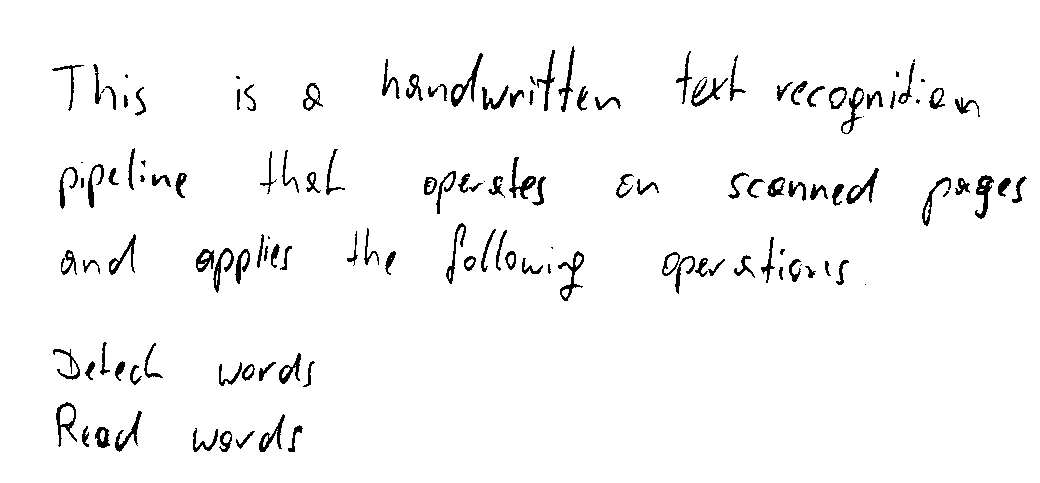 This is a handwritten text recognition
pipeline that operates on scanned pages
and applies the following operations.
Detect words
Read words